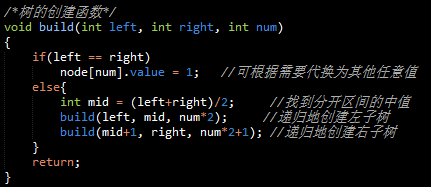 /*树的创建函数*/
void build(int left, int right, int num)
{
    if(left == right)
        node[num].value = 1;   //可根据需要代换为其他任意值
    else{
        int mid = (left+right)/2;     //找到分开区间的中值
        build(left, mid, num*2);     //递归地创建左子树
        build(mid+1, right, num*2+1); //递归地创建右子树
    }
    return;
}